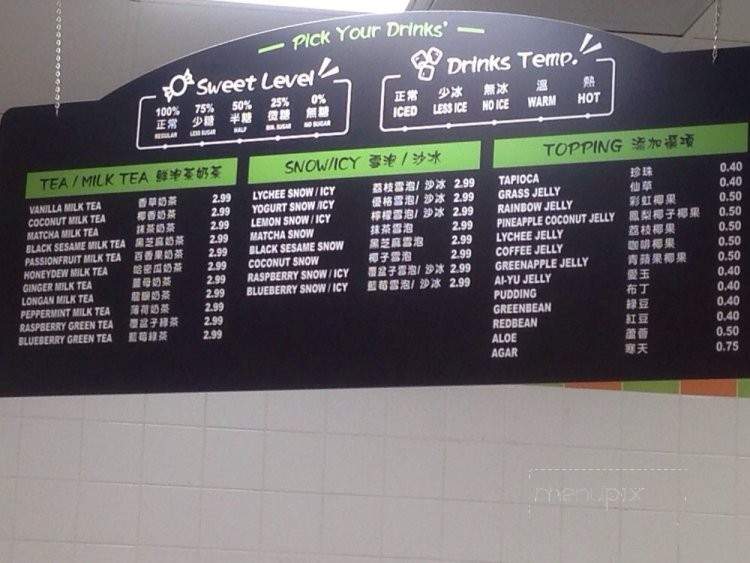 Pick Your Drinks'
Sweet Level
100% 75% 50% 25% 0%
正常 少糖 半糖 微糖 無糖
REGULAR LESS SUGAR HALF MIN. SUGAR NO SUGAR
Drinks Temp.
正常 少冰 無冰 溫 熱
ICED LESS ICE NO ICE WARM HOT
TEA / MILK TEA 鮮泡茶奶茶
VANILLA MILK TEA 香草奶茶 2.99
COCONUT MILK TEA 椰香奶茶 2.99
MATCHA MILK TEA 抹茶奶茶 2.99
BLACK SESAME MILK TEA 黑芝麻奶茶 2.99
PASSIONFRUIT MILK TEA 百香果奶茶 2.99
HONEYDEW MILK TEA 哈密瓜奶茶 2.99
GINGER MILK TEA 薑母奶茶 2.99
LONGAN MILK TEA 龍眼奶茶 2.99
PEPPERMINT MILK TEA 薄荷奶茶 2.99
RASPBERRY GREEN TEA 覆盆子綠茶 2.99
BLUEBERRY GREEN TEA 藍莓綠茶 2.99
SNOW/ICY 雪泡 / 沙冰
LYCHEE SNOW / ICY 荔枝雪泡/ 沙冰 2.99
YOGURT SNOW / ICY 優格雪泡/ 沙冰 2.99
LEMON SNOW / ICY 檸檬雪泡/ 沙冰 2.99
MATCHA SNOW 抹茶雪泡 2.99
BLACK SESAME SNOW 黑芝麻雪泡 2.99
COCONUT SNOW 椰子雪泡 2.99
RASPBERRY SNOW / ICY 覆盆子雪泡/ 沙冰 2.99
BLUEBERRY SNOW / ICY 藍莓雪泡/ 沙冰 2.99
TOPPING 添加選項
TAPIOCA 珍珠 0.40
GRASS JELLY 仙草 0.40
RAINBOW JELLY 彩虹椰果 0.50
PINEAPPLE COCONUT JELLY 鳳梨椰子椰果 0.50
LYCHEE JELLY 荔枝椰果 0.50
COFFEE JELLY 咖啡椰果 0.50
GREENAPPLE JELLY 青蘋果椰果 0.50
AI-YU JELLY 愛玉 0.40
PUDDING 布丁 0.40
GREENBEAN 綠豆 0.40
REDBEAN 紅豆 0.40
ALOE 蘆薈 0.50
AGAR 寒天 0.75
menupix